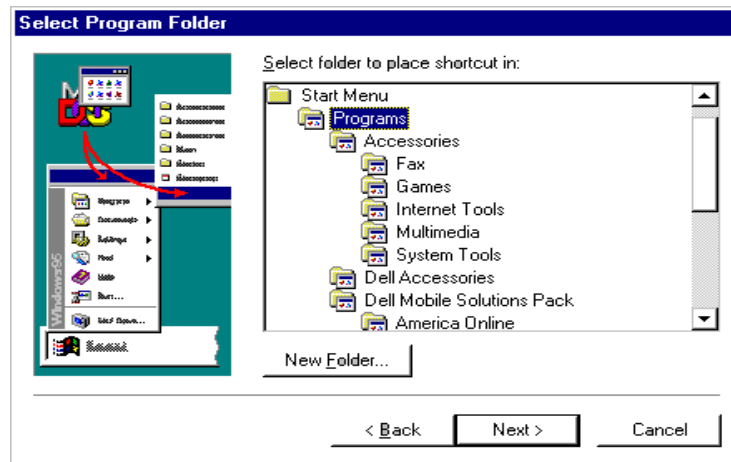 Select Program Folder
Select folder to place shortcut in:
Start Menu
Programs
Accessories
Fax
Games
Internet Tools
Multimedia
System Tools
Dell Accessories
Dell Mobile Solutions Pack
America Online
New Folder...
Windows95
< Back
Next >
Cancel